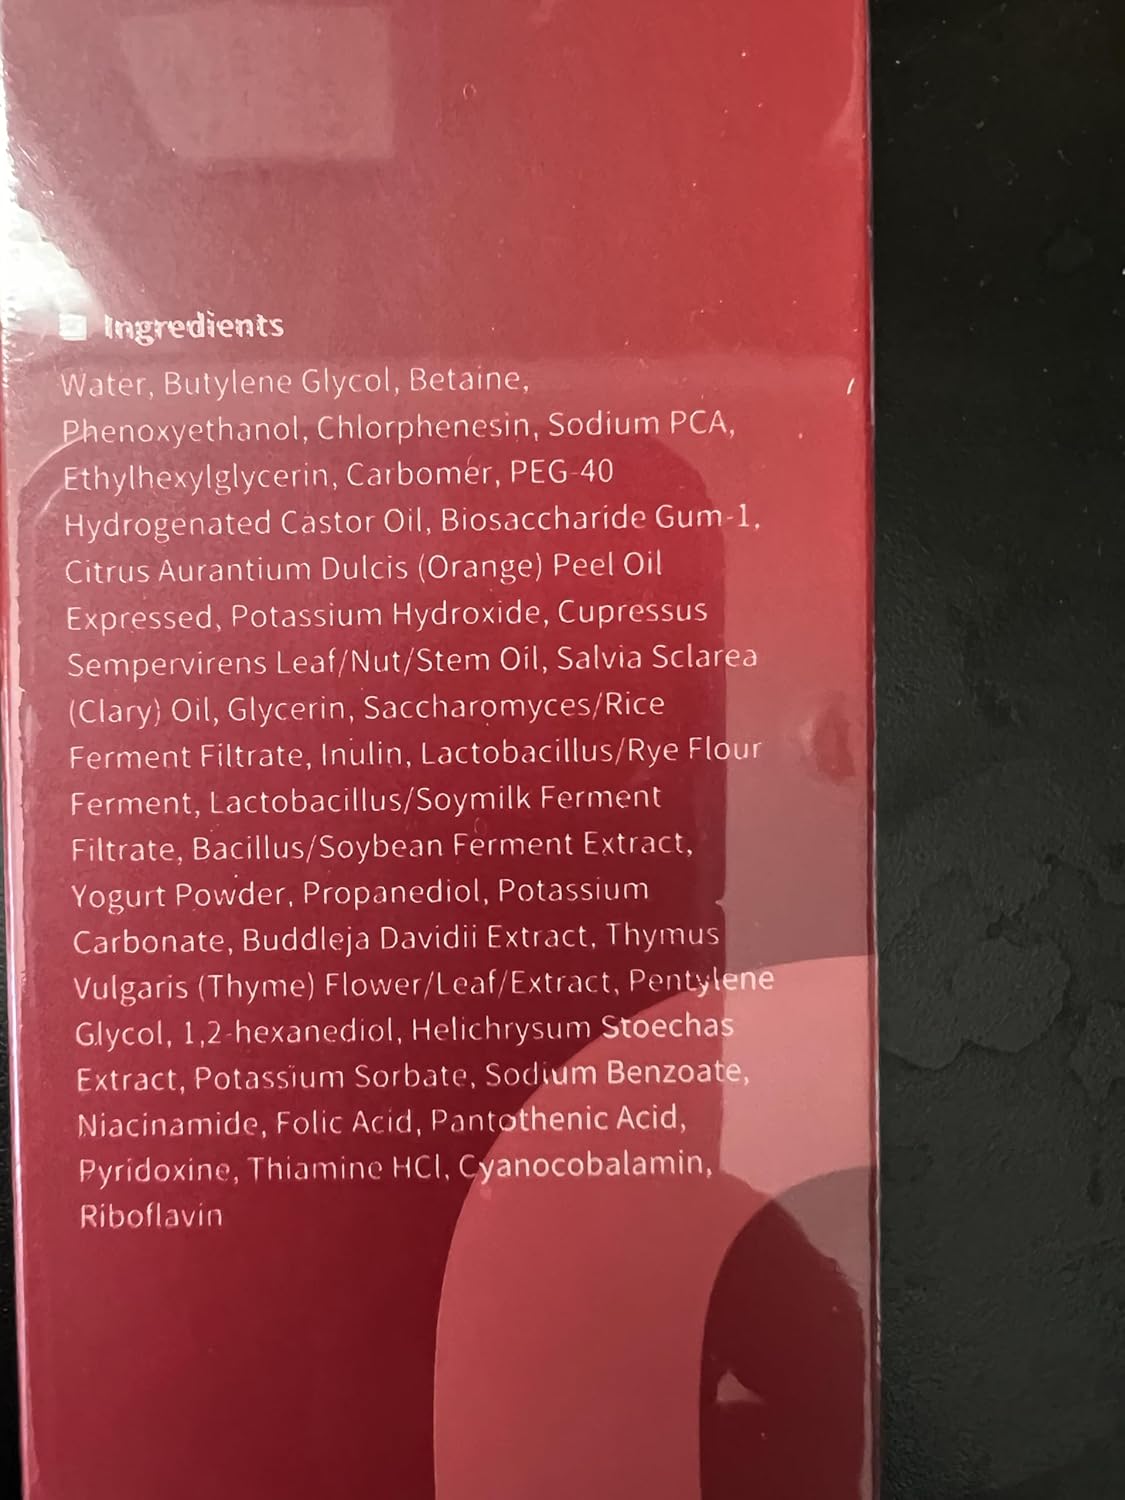 Ingredients
Water, Butylene Glycol, Betaine,
Phenoxyethanol, Chlorphenesin, Sodium PCA,
Ethylhexylglycerin, Carbomer, PEG-40
Hydrogenated Castor Oil, Biosaccharide Gum-1,
Citrus Aurantium Dulcis (Orange) Peel Oil
Expressed, Potassium Hydroxide, Cupressus
Sempervirens Leaf/Nut/Stem Oil, Salvia Sclarea
(Clary) Oil, Glycerin, Saccharomyces/Rice
Ferment Filtrate, Inulin, Lactobacillus/Rye Flour
Ferment, Lactobacillus/Soymilk Ferment
Filtrate, Bacillus/Soybean Ferment Extract,
Yogurt Powder, Propanediol, Potassium
Carbonate, Buddleja Davidii Extract, Thymus
Vulgaris (Thyme) Flower/Leaf/Extract, Pentylene
Glycol, 1,2-hexanediol, Helichrysum Stoechas
Extract, Potassium Sorbate, Sodium Benzoate,
Niacinamide, Folic Acid, Pantothenic Acid,
Pyridoxine, Thiamine HCl, Cyanocobalamin,
Riboflavin